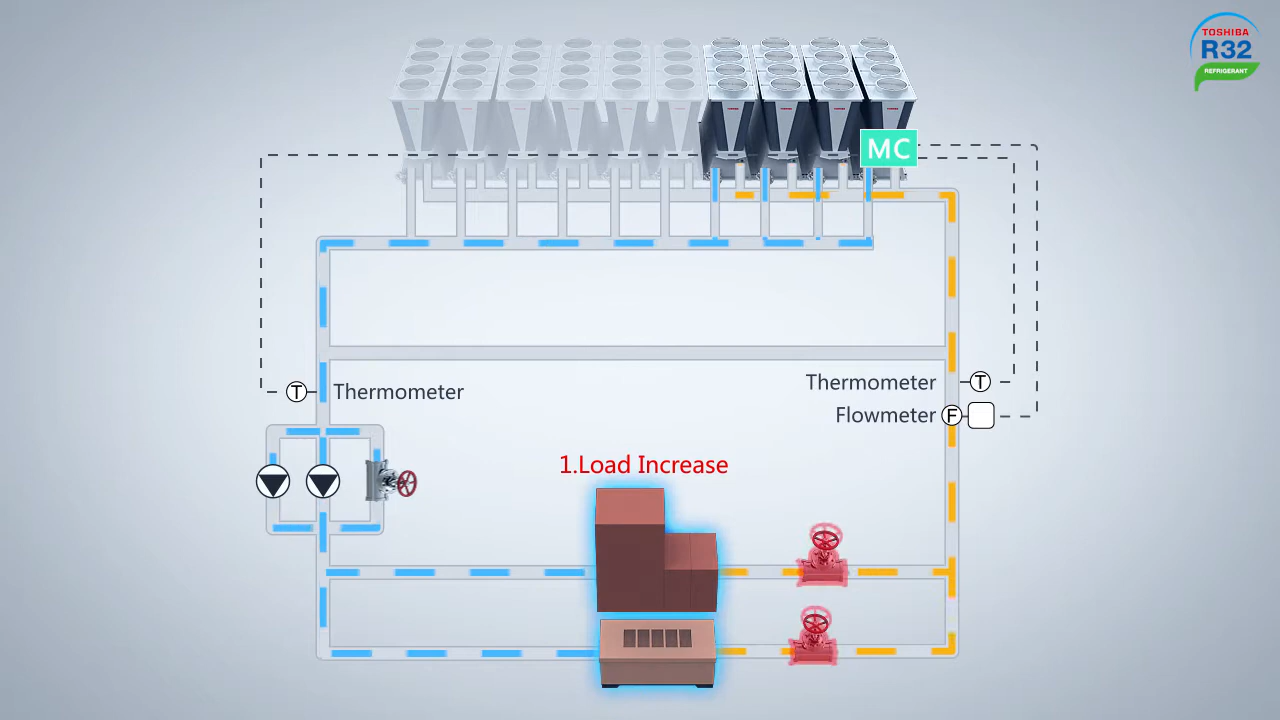 TOSHIBA
R32
REFRIGERANT
MC
T
Thermometer
Thermometer
T
Flowmeter
F
1.Load Increase